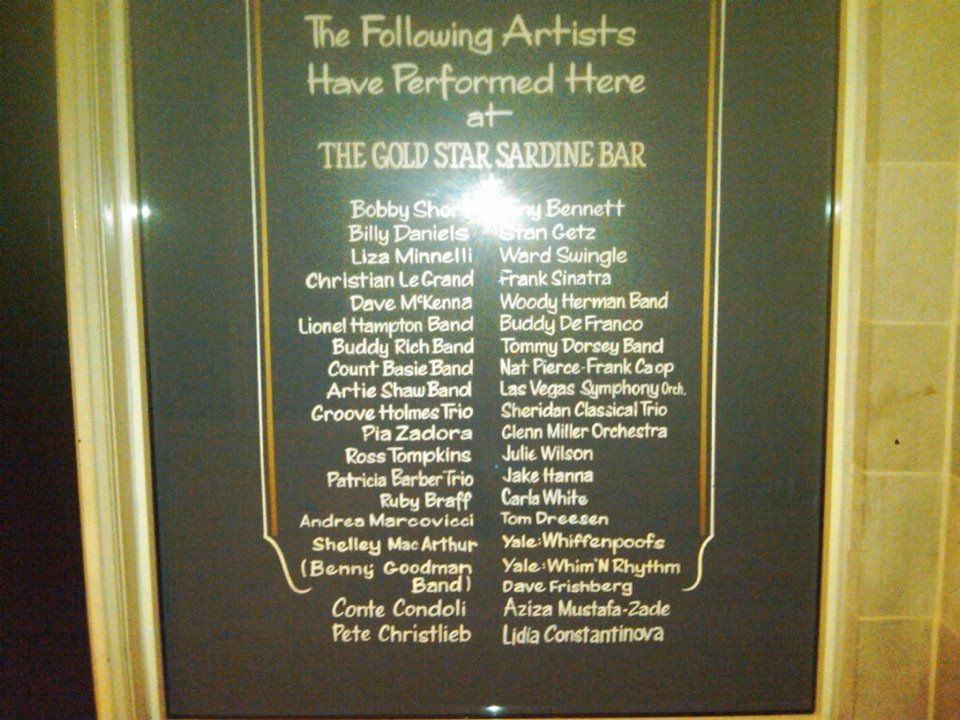 The Following Artists
Have Performed Here
at
THE GOLD STAR SARDINE BAR
Bobby Bennett
Billy Daniels Stan Getz
Liza Minnelli Ward Swingle
Christian Le Grand Frank Sinatra
Dave McKenna Woody Herman Band
Lionel Hampton Band Buddy De Franco
Buddy Rich Band Tommy Dorsey Band
Count Basie Band Nat Pierce-Frank Capp
Artie Shaw Band Las Vegas Symphony Orch.
Groove Holmes Trio Sheridan Classical Trio
Pia Zadora Glenn Miller Orchestra
Ross Tompkins Julie Wilson
Patricia Barber Trio Jake Hanna
Ruby Braff Carla White
Andrea Marcovicci Tom Dreesen
Shelley MacArthur Yale:Whiffenpoofs
(Benny Goodman Yale:Whim'N Rhythm
Band) Dave Frishberg
Conte Condoli Aziza Mustafa-Zade
Pete Christlieb Lidia Constantinova